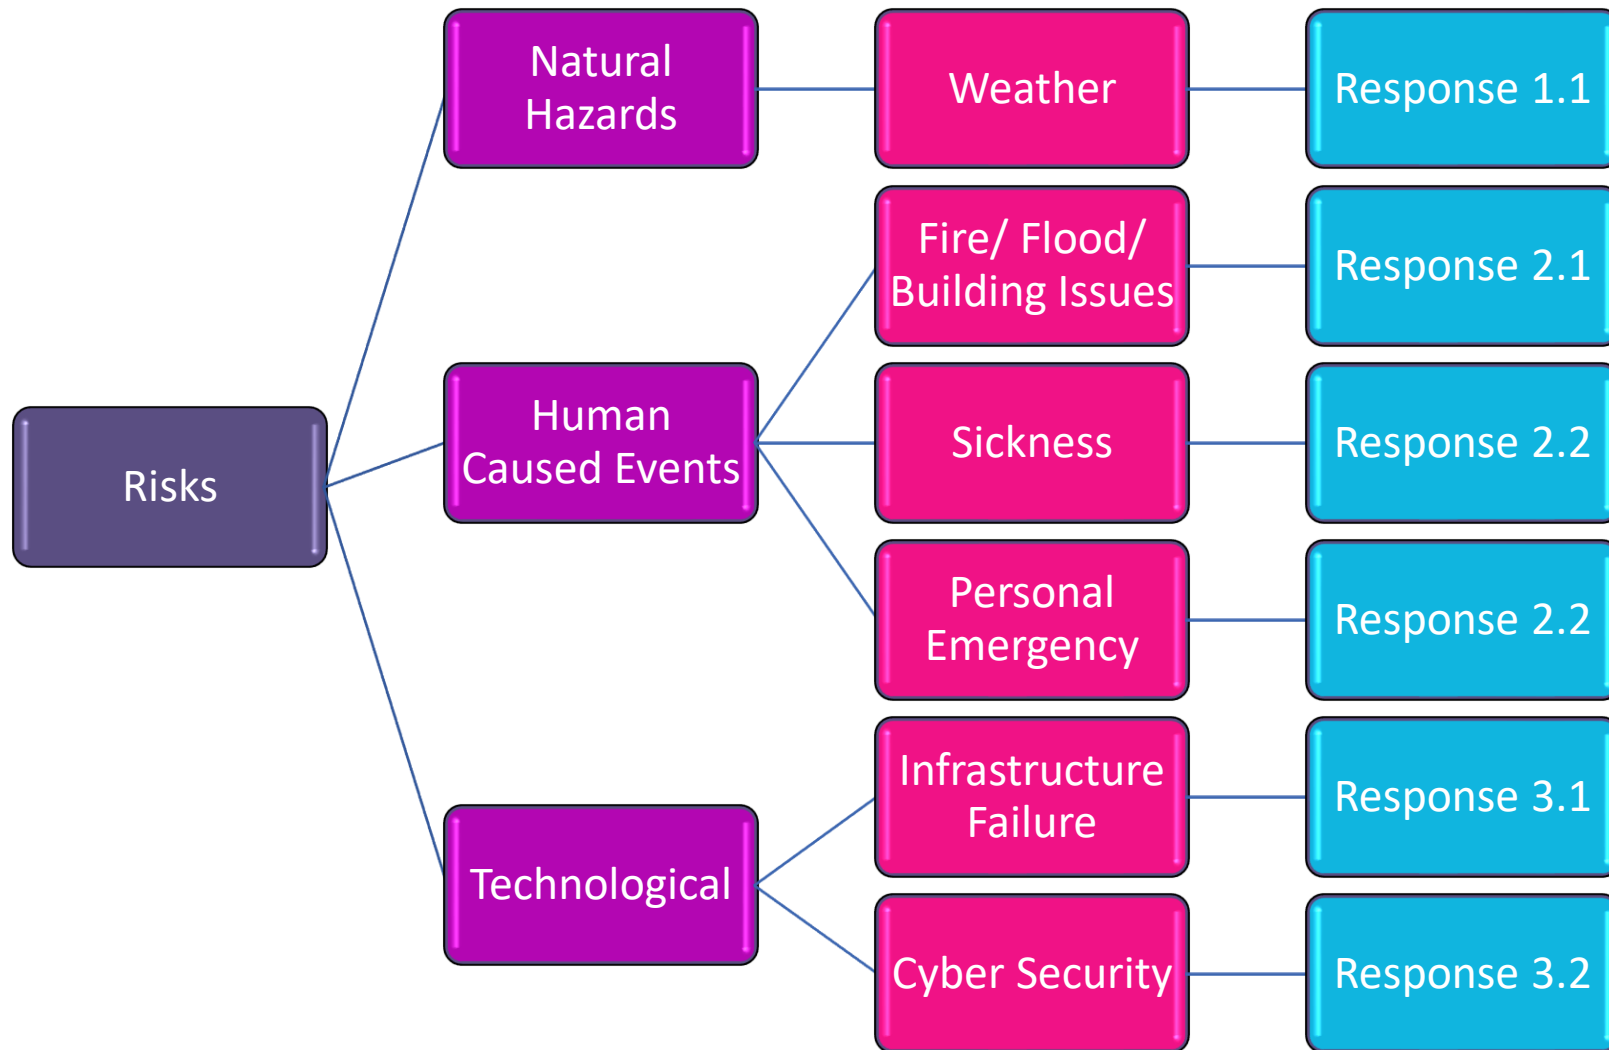 Risks
Natural
Hazards
Weather
Response 1.1
Human
Caused Events
Fire/ Flood/
Building Issues
Response 2.1
Sickness
Response 2.2
Personal
Emergency
Response 2.2
Technological
Infrastructure
Failure
Response 3.1
Cyber Security
Response 3.2